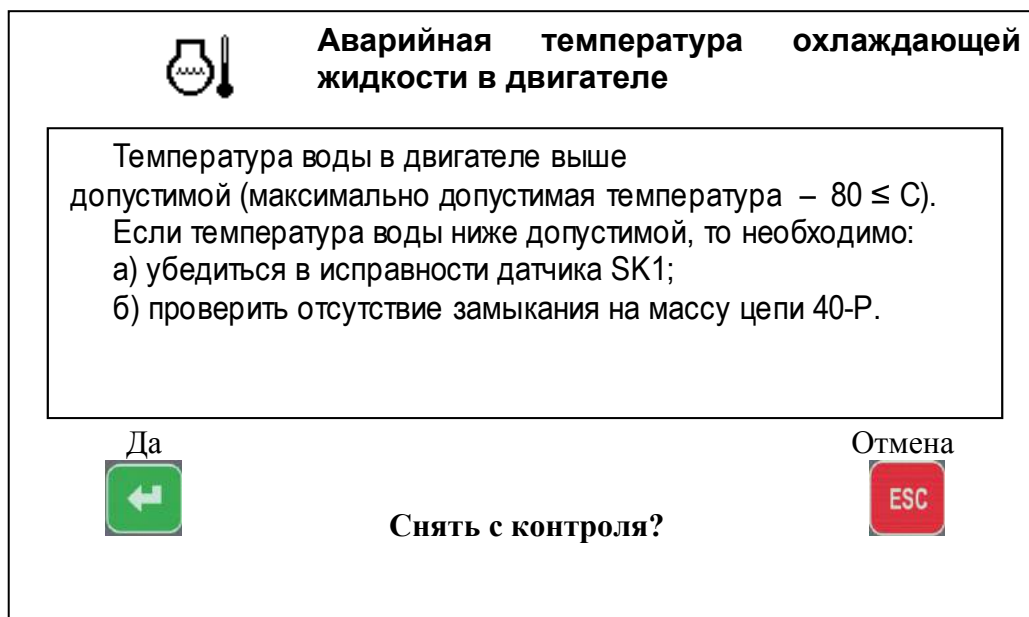 Аварийная температура охлаждающей
жидкости в двигателе
Температура воды в двигателе выше
допустимой (максимально допустимая температура – 80 ≤ С).
Если температура воды ниже допустимой, то необходимо:
а) убедиться в исправности датчика SK1;
б) проверить отсутствие замыкания на массу цепи 40-Р.
Да
Отмена
ESC
Снять с контроля?